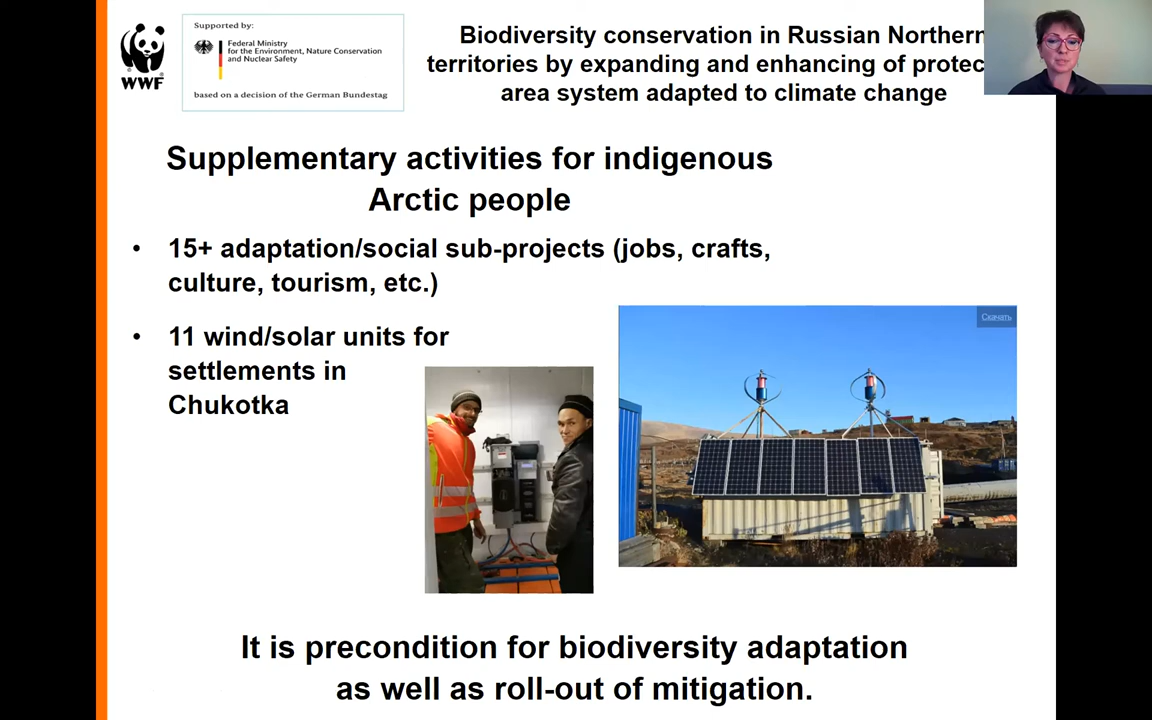 WWF
Supported by:
Federal Ministry
for the Environment, Nature Conservation
and Nuclear Safety
based on a decision of the German Bundestag
Biodiversity conservation in Russian Northern
territories by expanding and enhancing of protec
area system adapted to climate change
Supplementary activities for indigenous
Arctic people
• 15+ adaptation/social sub-projects (jobs, crafts,
culture, tourism, etc.)
• 11 wind/solar units for
settlements in
Chukotka
Скачать
It is precondition for biodiversity adaptation
as well as roll-out of mitigation.